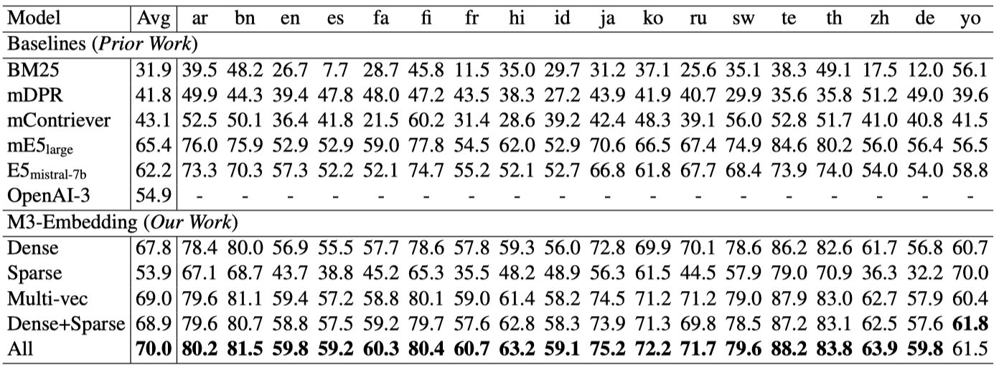 Model Avg ar bn en es fa fi fr hi id ja ko ru sw te th zh de yo
Baselines (Prior Work)
BM25 31.9 39.5 48.2 26.7 7.7 28.7 45.8 11.5 35.0 29.7 31.2 37.1 25.6 35.1 38.3 49.1 17.5 12.0 56.1
mDPR 41.8 49.9 44.3 39.4 47.8 48.0 47.2 43.5 38.3 27.2 43.9 41.9 40.7 29.9 35.6 35.8 51.2 49.0 39.6
mContriever 43.1 52.5 50.1 36.4 41.8 21.5 60.2 31.4 28.6 39.2 42.4 48.3 39.1 56.0 52.8 51.7 41.0 40.8 41.5
mE5large 65.4 76.0 75.9 52.9 52.9 59.0 77.8 54.5 62.0 52.9 70.6 66.5 67.4 74.9 84.6 80.2 56.0 56.4 56.5
E5mistral-7b 62.2 73.3 70.3 57.3 52.2 52.1 74.7 55.2 52.1 52.7 66.8 61.8 67.7 68.4 73.9 74.0 54.0 54.0 58.8
OpenAI-3 54.9 - - - - - - - - - - - - - - - - - -
M3-Embedding (Our Work)
Dense 67.8 78.4 80.0 56.9 55.5 57.7 78.6 57.8 59.3 56.0 72.8 69.9 70.1 78.6 86.2 82.6 61.7 56.8 60.7
Sparse 53.9 67.1 68.7 43.7 38.8 45.2 65.3 35.5 48.2 48.9 56.3 61.5 44.5 57.9 79.0 70.9 36.3 32.2 70.0
Multi-vec 69.0 79.6 81.1 59.4 57.2 58.8 80.1 59.0 61.4 58.2 74.5 71.2 71.2 79.0 87.9 83.0 62.7 57.9 60.4
Dense+Sparse 68.9 79.6 80.7 58.8 57.5 59.2 79.7 57.6 62.8 58.3 73.9 71.3 69.8 78.5 87.2 83.1 62.5 57.6 61.8
All 70.0 80.2 81.5 59.8 59.2 60.3 80.4 60.7 63.2 59.1 75.2 72.2 71.7 79.6 88.2 83.8 63.9 59.8 61.5